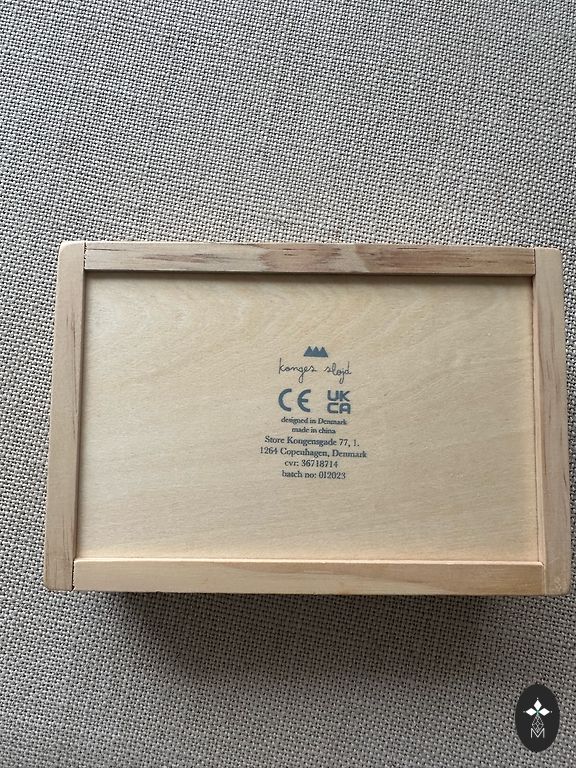 konges sløjd
CE UK
CA
designed in Denmark
made in china
Store Kongensgade 77, 1.
1264 Copenhagen, Denmark
cvr: 36718714
batch no: 012023
M